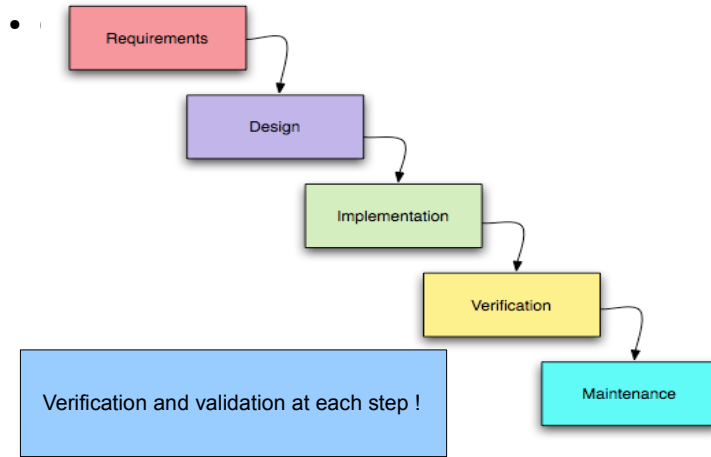 Requirements
Design
Implementation
Verification
Maintenance
Verification and validation at each step !